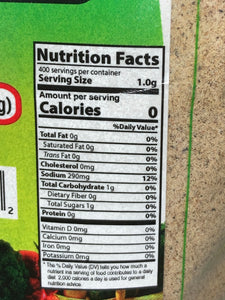 Nutrition Facts
400 servings per container
Serving Size 1.0g
Amount per serving
Calories 0
%Daily Value*
Total Fat 0g 0%
Saturated Fat 0g 0%
Trans Fat 0g 0%
Cholesterol 0mg 0%
Sodium 290mg 12%
Total Carbohydrate 1g 0%
Dietary Fiber 0g 0%
Total Sugars 1g 0%
Protein 0g 0%
Vitamin D 0mg 0%
Calcium 0mg 0%
Iron 0mg 0%
Potassium 0mg 0%
* The % Daily Value (DV) tells you how much a
nutrient in a serving of food contributes to a daily
diet. 2,000 calories a day is used for general
nutrition advice.
g)
2